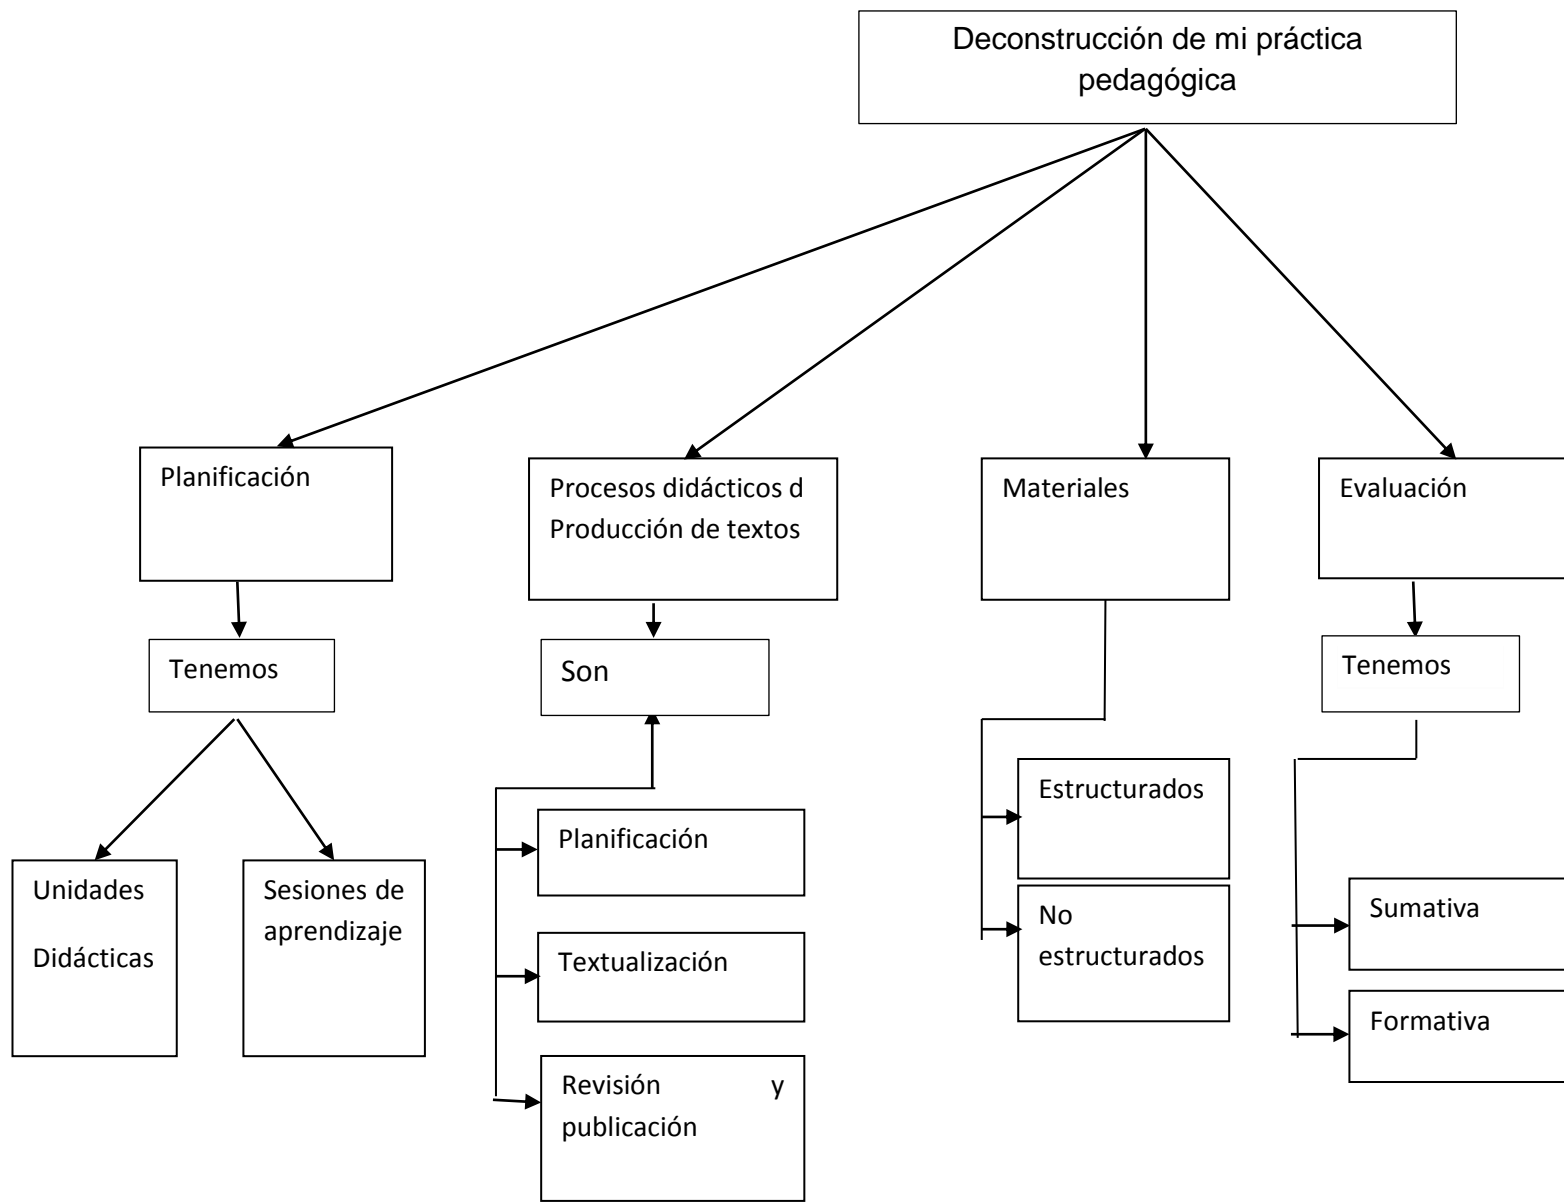 Deconstrucción de mi práctica
pedagógica
Planificación
Procesos didácticos d
Producción de textos
Materiales
Evaluación
Tenemos
Son
Tenemos
Unidades
Didácticas
Sesiones de
aprendizaje
Planificación
Textualización
Revisión y
publicación
Estructurados
No
estructurados
Sumativa
Formativa